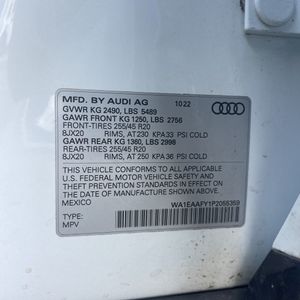 MFD. BY AUDI AG 10 22
GVWR KG 2490, LBS 5489
GAWR FRONT KG 1250, LBS 2756
FRONT-TIRES 255/45 R20
8JX20 RIMS, AT 230 KPA 33 PSI COLD
GAWR REAR KG 1360, LBS 2998
REAR-TIRES 255/45 R20
8JX20 RIMS, AT 250 KPA 36 PSI COLD
THIS VEHICLE CONFORMS TO ALL APPLICABLE
U.S. FEDERAL MOTOR VEHICLE SAFETY AND
THEFT PREVENTION STANDARDS IN EFFECT ON THE
DATE OF MANUFACTURE SHOWN ABOVE.
MEXICO
WA1EAAFY1P2055359
TYPE:
MPV